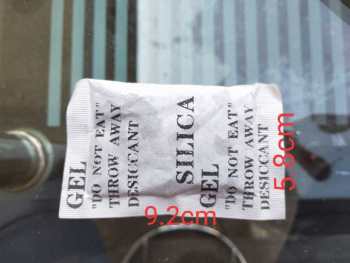 GEL
"DO NOT EAT"
THROW AWAY
DESICCANT
SILICA
GEL
"DO NOT EAT"
THROW AWAY
DESICCANT
5.8cm
9.2cm